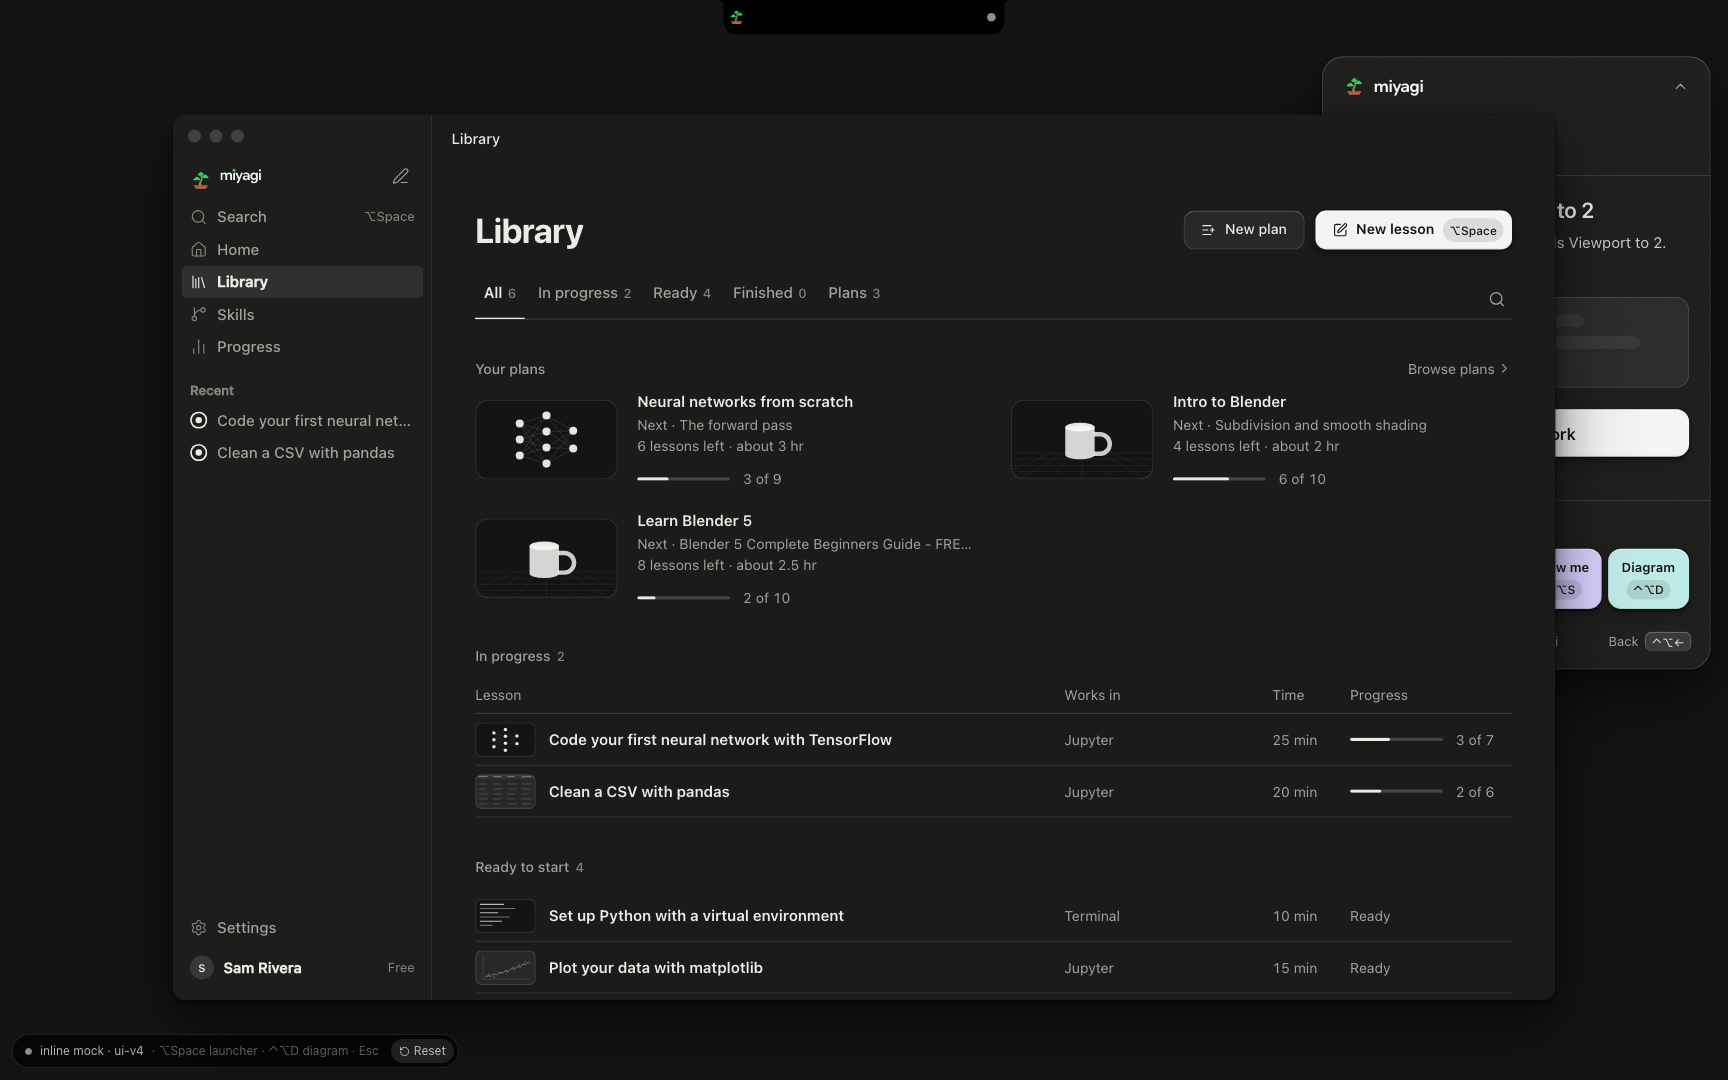 miyagi
Library
miyagi
Search ⌥Space
Home
Library
Skills
Progress
Recent
Code your first neural net...
Clean a CSV with pandas
Settings
S Sam Rivera Free
Library
New plan
New lesson ⌥Space
All 6 In progress 2 Ready 4 Finished 0 Plans 3
Your plans Browse plans
Neural networks from scratch
Next · The forward pass
6 lessons left · about 3 hr
3 of 9
Intro to Blender
Next · Subdivision and smooth shading
4 lessons left · about 2 hr
6 of 10
Learn Blender 5
Next · Blender 5 Complete Beginners Guide - FRE...
8 lessons left · about 2.5 hr
2 of 10
In progress 2
Lesson Works in Time Progress
Code your first neural network with TensorFlow Jupyter 25 min 3 of 7
Clean a CSV with pandas Jupyter 20 min 2 of 6
Ready to start 4
Set up Python with a virtual environment Terminal 10 min Ready
Plot your data with matplotlib Jupyter 15 min Ready
to 2
s Viewport to 2.
ork
w me
⌥S
Diagram
⌃⌥D
i Back ⌃⌥←
inline mock · ui-v4 · ⌥Space launcher · ⌃⌥D diagram · Esc Reset